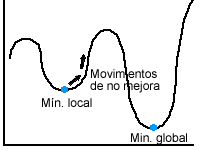 Movimientos
de no mejora
Mín. local
Mín. global